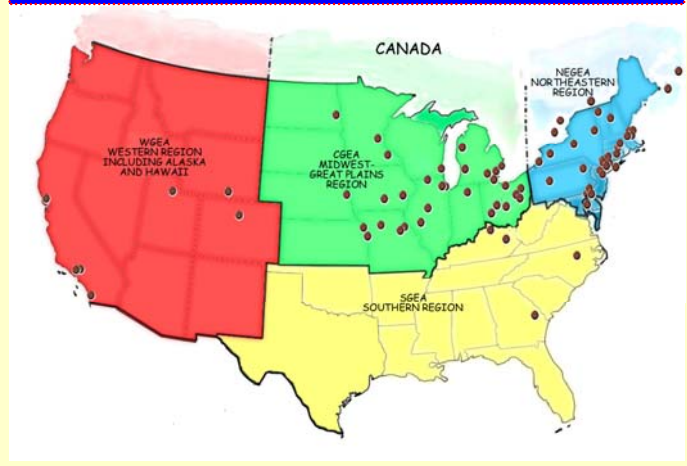 CANADA
NEGEA
NORTHEASTERN
REGION
WGEA
WESTERN REGION
INCLUDING ALASKA
AND HAWAII
CGEA
MIDWEST-
GREAT PLAINS
REGION
SGEA
SOUTHERN REGION